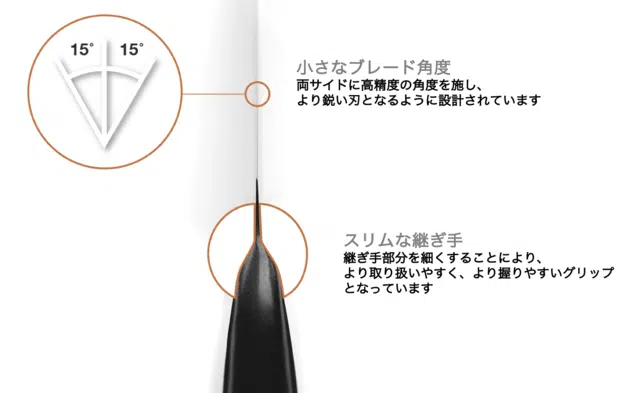 15°
15°
小さなブレード角度
両サイドに高精度の角度を施し、
より鋭い刃となるように設計されています
スリムな継ぎ手
継ぎ手部分を細くすることにより、
より取り扱いやすく、より握りやすいグリップ
となっています